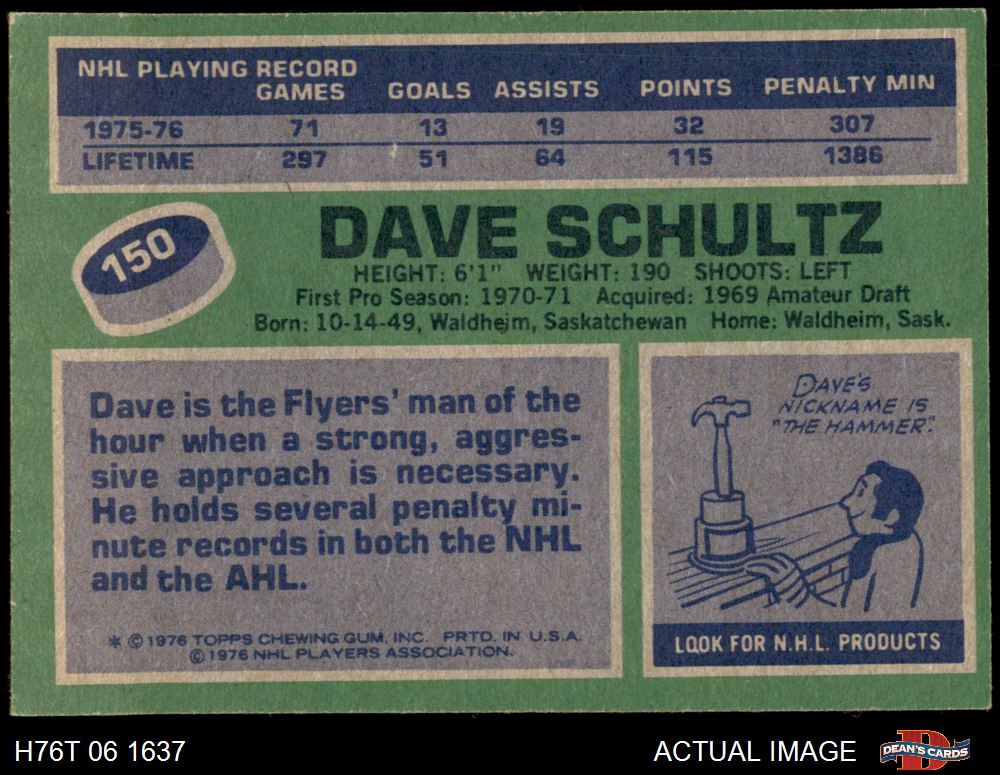 NHL PLAYING RECORD
GAMES GOALS ASSISTS POINTS PENALTY MIN
1975-76 71 13 19 32 307
LIFETIME 297 51 64 115 1386
150
DAVE SCHULTZ
HEIGHT: 6'1" WEIGHT: 190 SHOOTS: LEFT
First Pro Season: 1970-71 Acquired: 1969 Amateur Draft
Born: 10-14-49, Waldheim, Saskatchewan Home: Waldheim, Sask.
Dave is the Flyers' man of the
hour when a strong, aggres-
sive approach is necessary.
He holds several penalty mi-
nute records in both the NHL
and the AHL.
* © 1976 TOPPS CHEWING GUM, INC. PRTD. IN U.S.A.
© 1976 NHL PLAYERS ASSOCIATION.
DAVE'S
NICKNAME IS
"THE HAMMER".
LOOK FOR N.H.L. PRODUCTS
H76T 06 1637
ACTUAL IMAGE
D
DEAN'S CARDS